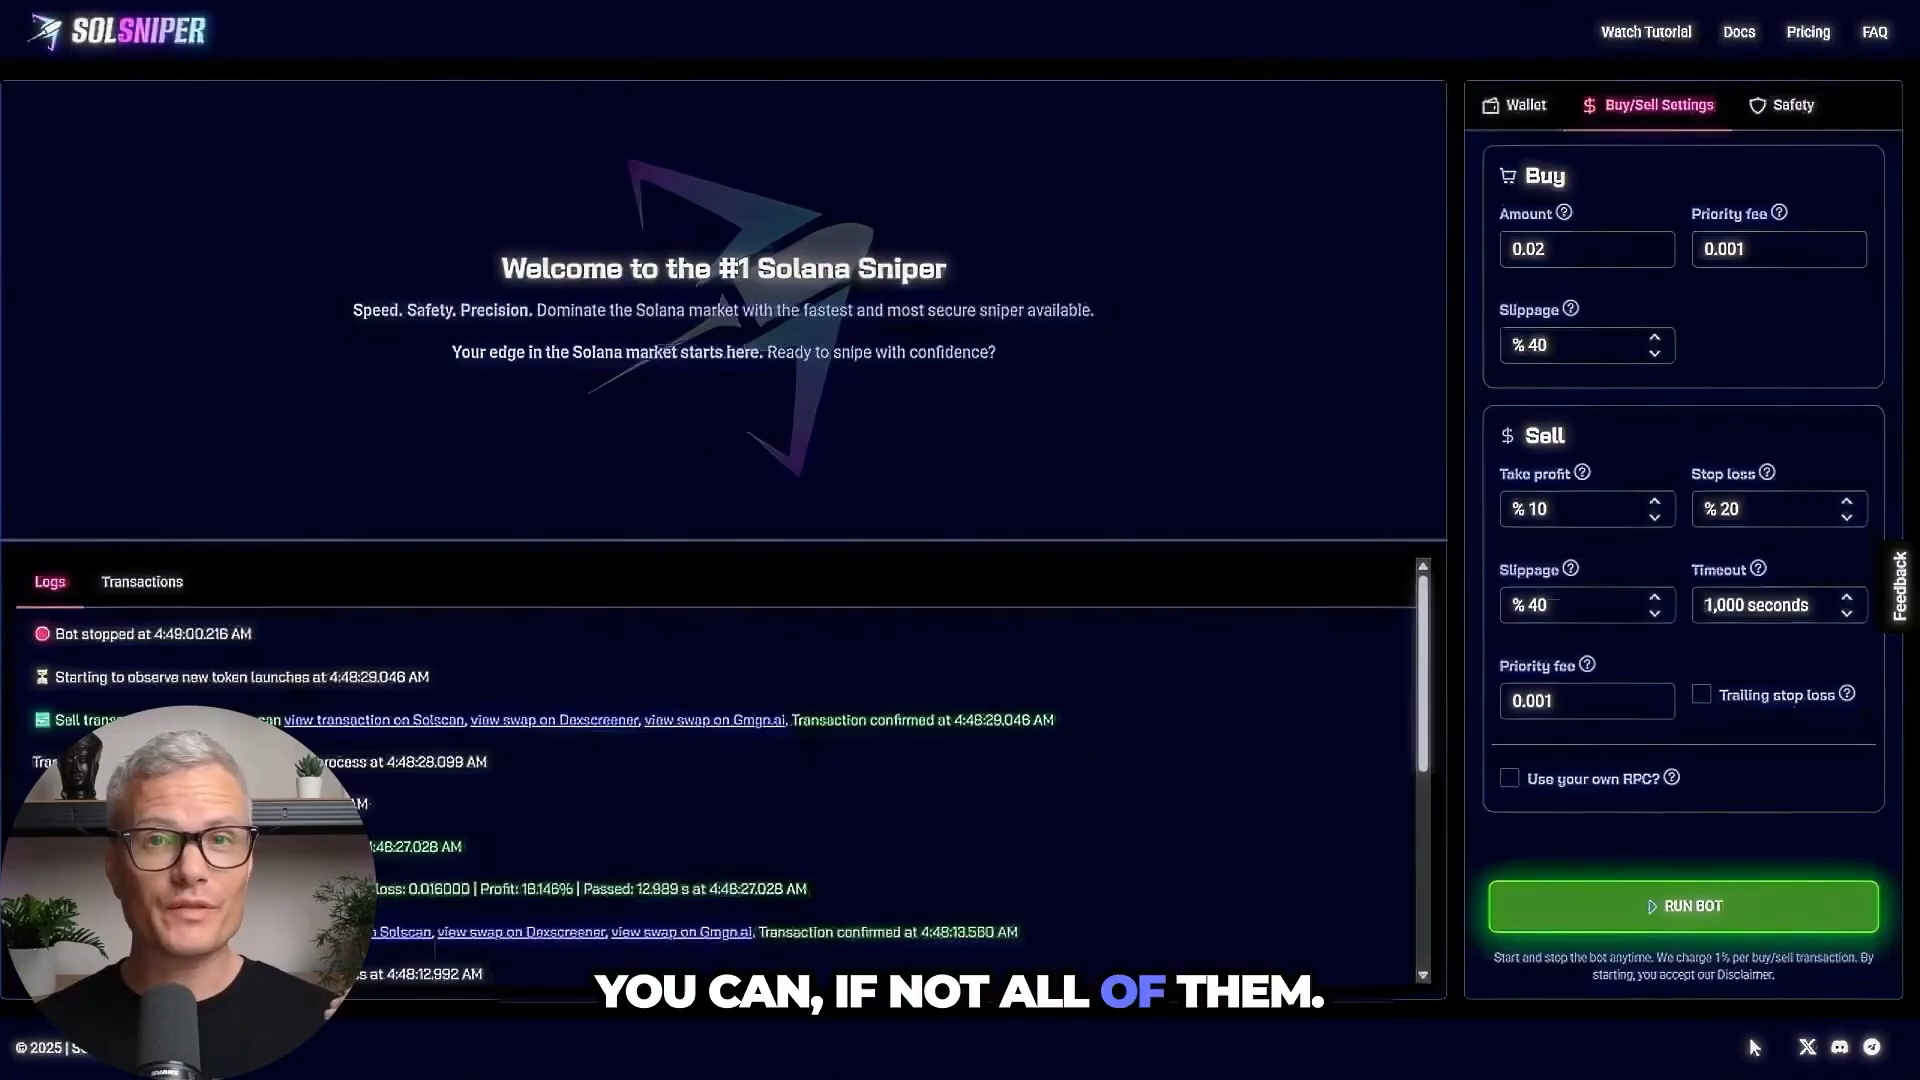 SOLSNIPER
Watch Tutorial
Docs
Pricing
FAQ
Welcome to the #1 Solana Sniper
Speed. Safety. Precision. Dominate the Solana market with the fastest and most secure sniper available.
Your edge in the Solana market starts here. Ready to snipe with confidence?
Logs
Transactions
Bot stopped at 4:49:00.216 AM
Starting to observe new token launches at 4:48:29.046 AM
Sell view transaction on Solscan, view swap on Dexscreener, view swap on Gmgn.ai. Transaction confirmed at 4:48:29.046 AM
at 4:48:28.099 AM
AM
4:48:27.028 AM
loss: 0.016000 | Profit: 18.146% | Passed: 12.989 s at 4:48:27.028 AM
Solscan, view swap on Dexscreener, view swap on Gmgn.ai. Transaction confirmed at 4:48:13.560 AM
at 4:48:12.992 AM
YOU CAN, IF NOT ALL OF THEM.
© 2025 |
Wallet
Buy/Sell Settings
Safety
Buy
Amount
Priority fee
0.02
0.001
Slippage
% 40
Sell
Take profit
Stop loss
% 10
% 20
Slippage
Timeout
% 40
1,000 seconds
Priority fee
0.001
Trailing stop loss
Use your own RPC?
RUN BOT
Start and stop the bot anytime. We charge 1% per buy/sell transaction. By
starting, you accept our Disclaimer.
Feedback